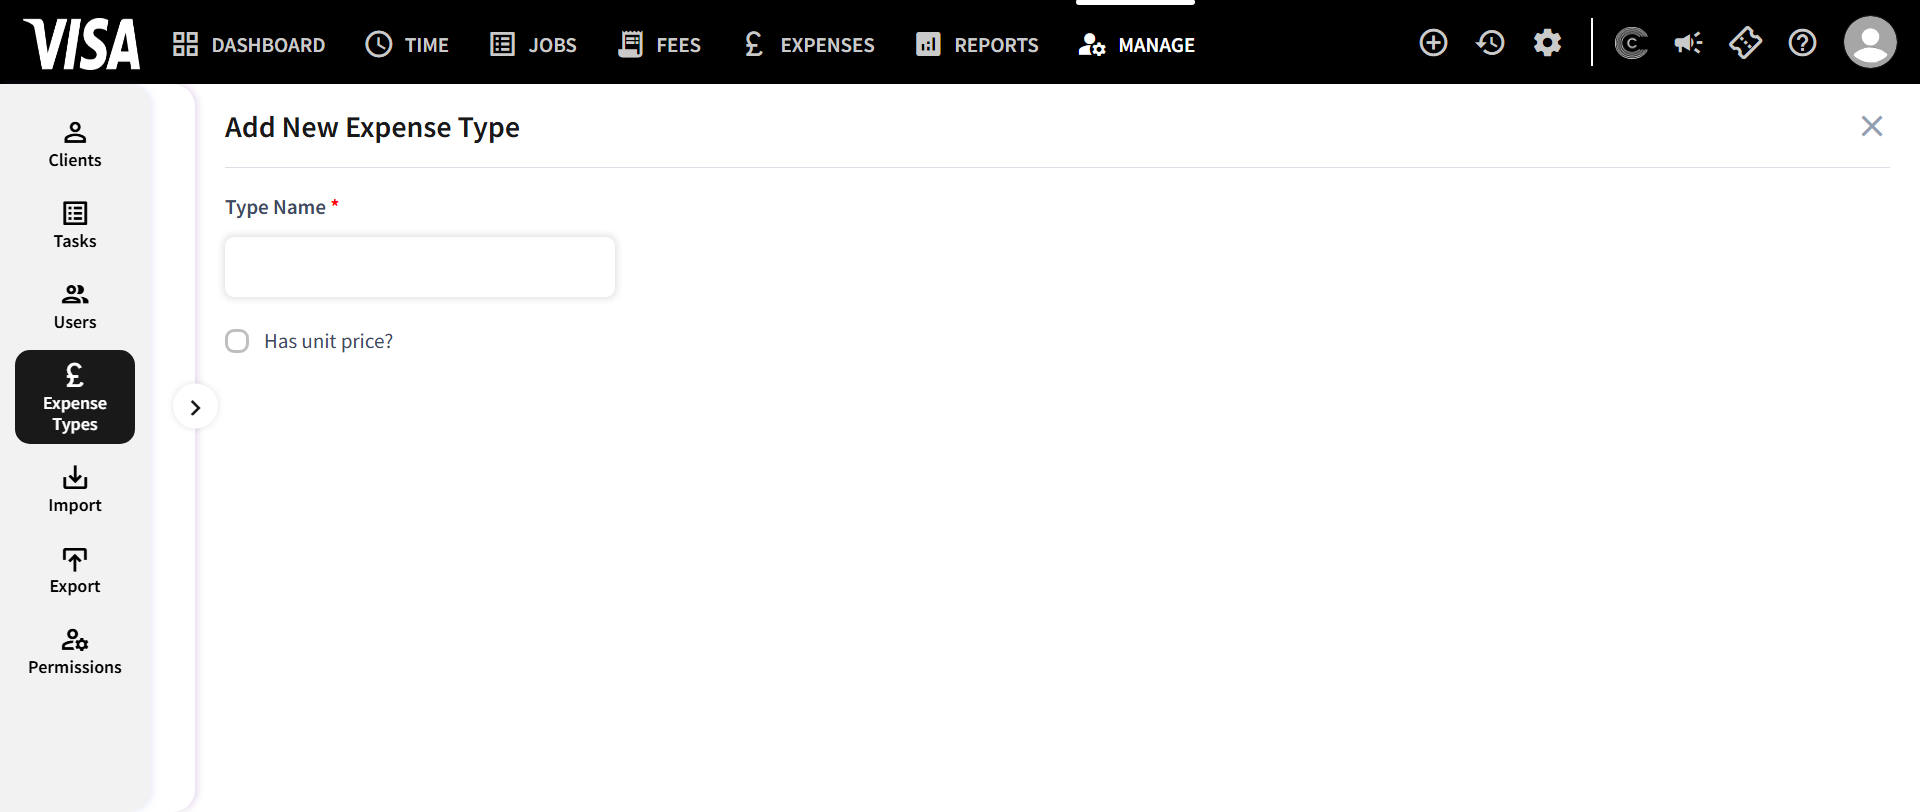 VISA
DASHBOARD
TIME
JOBS
FEES
£ EXPENSES
REPORTS
MANAGE
C
Clients
Tasks
Users
£
Expense
Types
Import
Export
Permissions
Add New Expense Type
Type Name *
Has unit price?